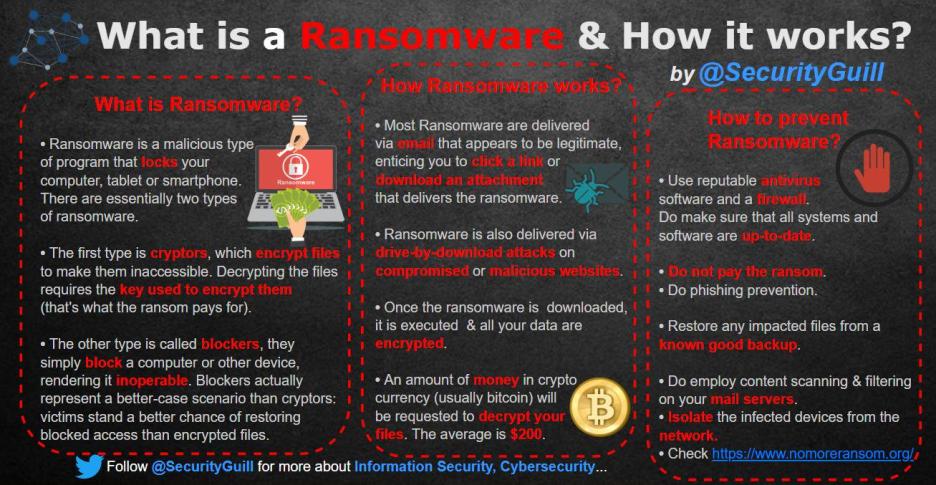 What is a Ransomware & How it works?
by @SecurityGuill
What is Ransomware?
• Ransomware is a malicious type
of program that locks your
computer, tablet or smartphone.
There are essentially two types
of ransomware.
Ransomware
• The first type is cryptors, which encrypt files
to make them inaccessible. Decrypting the files
requires the key used to encrypt them
(that's what the ransom pays for).
• The other type is called blockers, they
simply block a computer or other device,
rendering it inoperable. Blockers actually
represent a better-case scenario than cryptors:
victims stand a better chance of restoring
blocked access than encrypted files.
How Ransomware works?
• Most Ransomware are delivered
via email that appears to be legitimate,
enticing you to click a link or
download an attachment
that delivers the ransomware.
• Ransomware is also delivered via
drive-by-download attacks on
compromised or malicious websites.
• Once the ransomware is downloaded,
it is executed & all your data are
encrypted.
• An amount of money in crypto
currency (usually bitcoin) will
be requested to decrypt your
files. The average is $200.
How to prevent
Ransomware?
• Use reputable antivirus
software and a firewall.
Do make sure that all systems and
software are up-to-date.
• Do not pay the ransom.
• Do phishing prevention.
• Restore any impacted files from a
known good backup.
• Do employ content scanning & filtering
on your mail servers.
• Isolate the infected devices from the
network.
• Check https://www.nomoreransom.org/
Follow @SecurityGuill for more about Information Security, Cybersecurity...